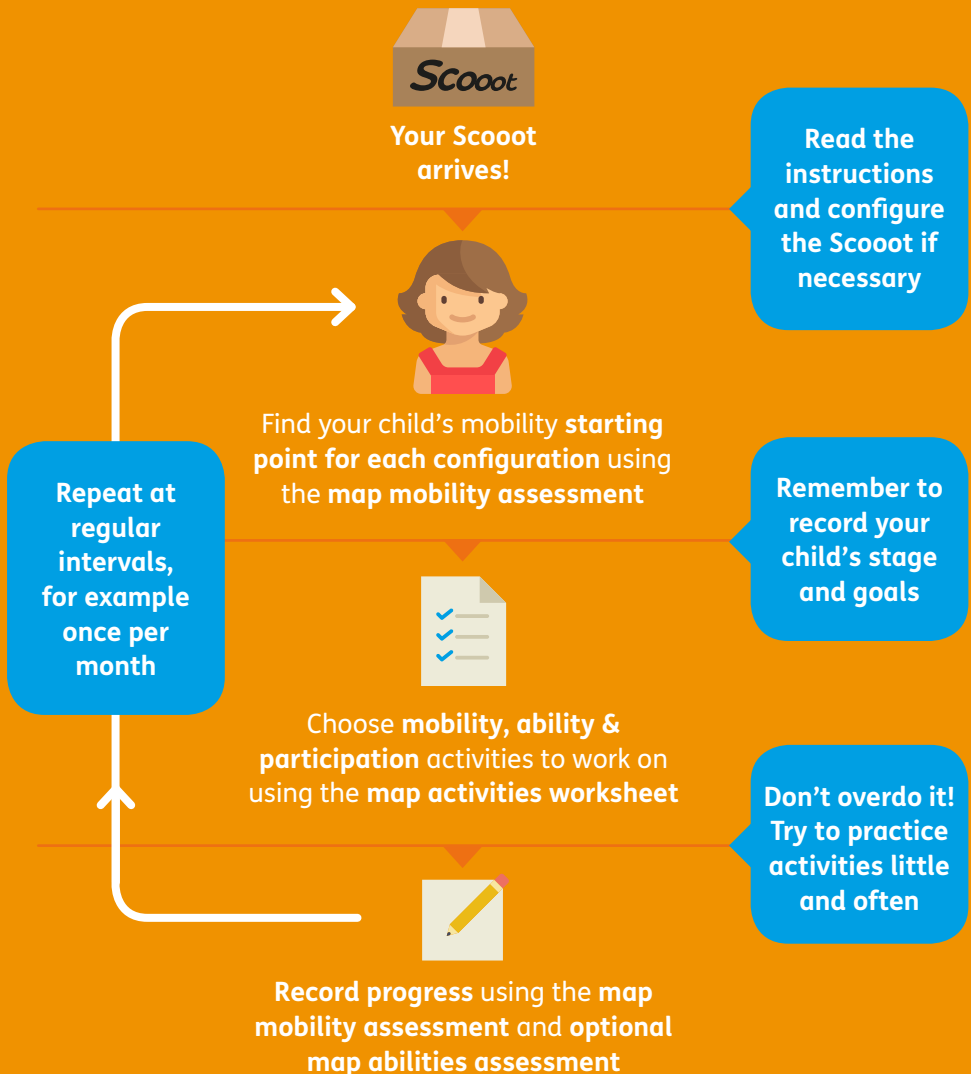 Scooot
Your Scooot
arrives!
Read the
instructions
and configure
the Scooot if
necessary
Find your child’s mobility starting
point for each configuration using
the map mobility assessment
Repeat at
regular
intervals,
for example
once per
month
Remember to
record your
child’s stage
and goals
Choose mobility, ability &
participation activities to work on
using the map activities worksheet
Don’t overdo it!
Try to practice
activities little
and often
Record progress using the map
mobility assessment and optional
map abilities assessment